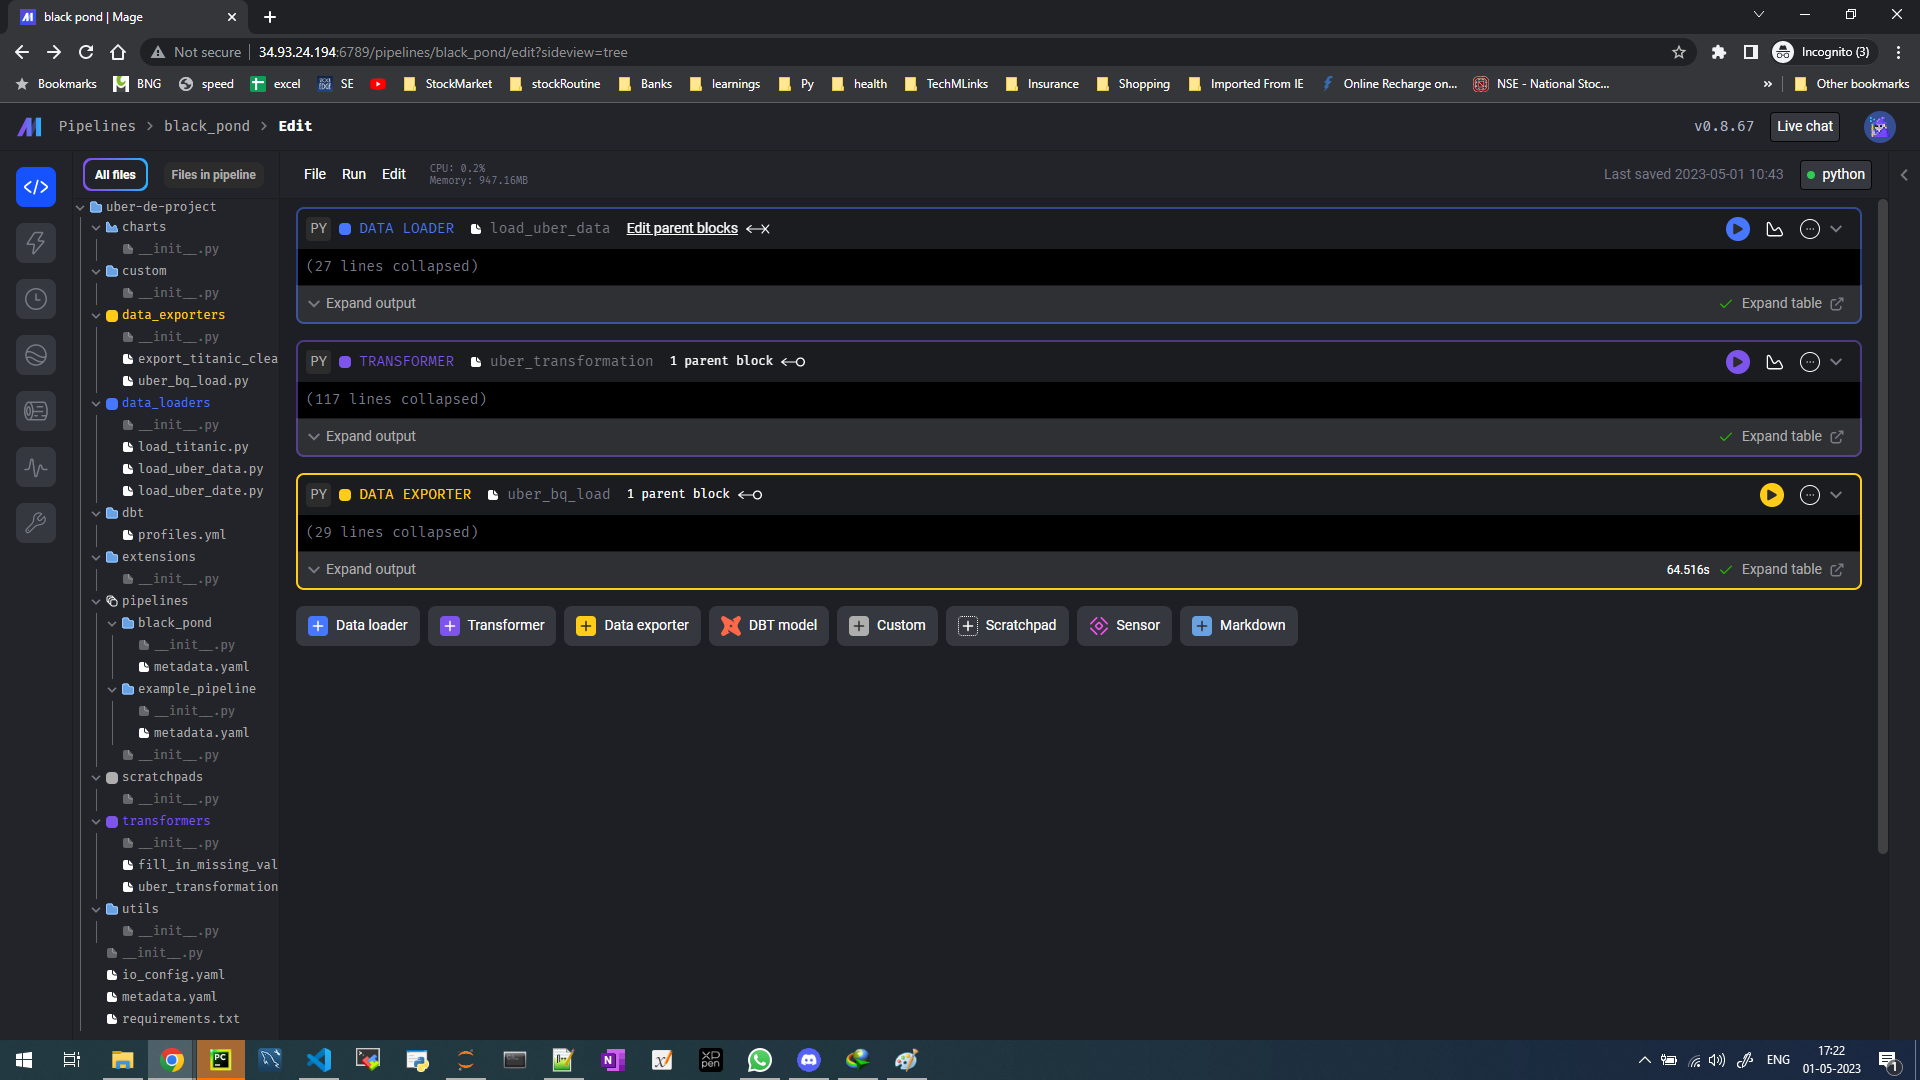 black pond | Mage
Not secure 34.93.24.194:6789/pipelines/black_pond/edit?sideview=tree
Incognito (3)
Bookmarks BNG speed excel SE StockMarket stockRoutine Banks learnings Py health TechMLinks Insurance Shopping Imported From IE Online Recharge on... NSE - National Stoc... » Other bookmarks
Pipelines > black_pond > Edit
v0.8.67 Live chat
All files Files in pipeline
File Run Edit
CPU: 0.2%
Memory: 947.16MB
Last saved 2023-05-01 10:43 python
uber-de-project
charts
__init__.py
custom
__init__.py
data_exporters
__init__.py
export_titanic_clea
uber_bq_load.py
data_loaders
__init__.py
load_titanic.py
load_uber_data.py
load_uber_date.py
dbt
profiles.yml
extensions
__init__.py
pipelines
black_pond
__init__.py
metadata.yaml
example_pipeline
__init__.py
metadata.yaml
__init__.py
scratchpads
__init__.py
transformers
__init__.py
fill_in_missing_val
uber_transformation
utils
__init__.py
__init__.py
io_config.yaml
metadata.yaml
requirements.txt
PY DATA LOADER load_uber_data Edit parent blocks
(27 lines collapsed)
Expand output Expand table
PY TRANSFORMER uber_transformation 1 parent block
(117 lines collapsed)
Expand output Expand table
PY DATA EXPORTER uber_bq_load 1 parent block
(29 lines collapsed)
Expand output 64.516s Expand table
Data loader Transformer Data exporter DBT model Custom Scratchpad Sensor Markdown
PC
XP
pen
ENG
17:22
01-05-2023
1